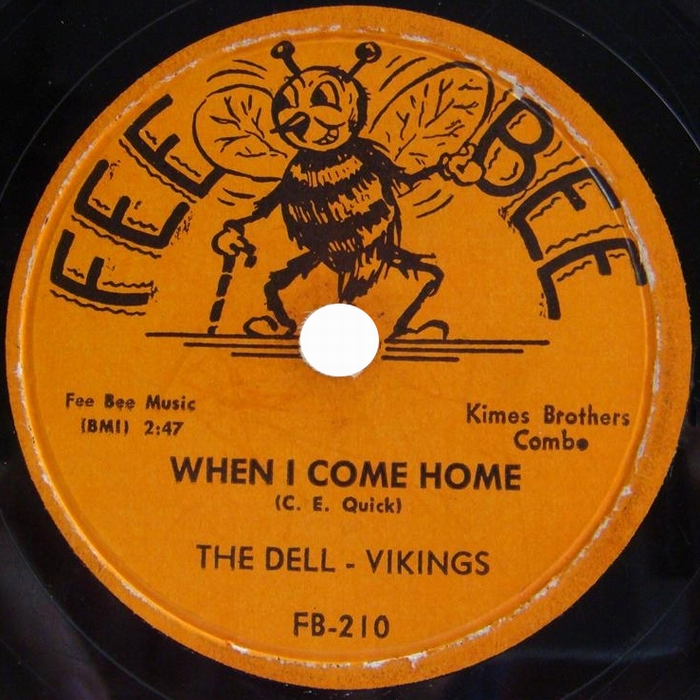 FEE BEE
Fee Bee Music
(BMI) 2:47
Kimes Brothers
Combo
WHEN I COME HOME
(C. E. Quick)
THE DELL - VIKINGS
FB-210